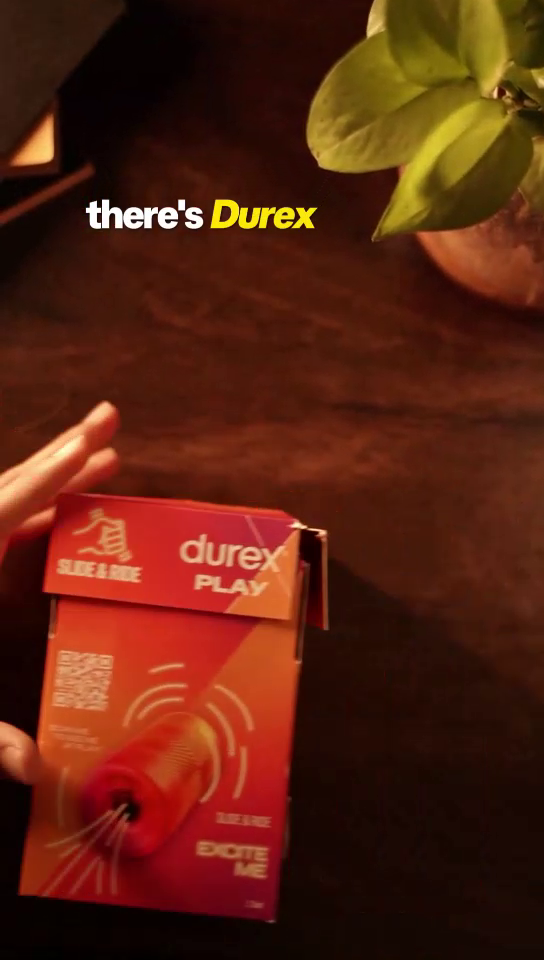 there's Durex
SLIDE & RIDE
durex
PLAY
SLIDE & RIDE
EXCITE
ME